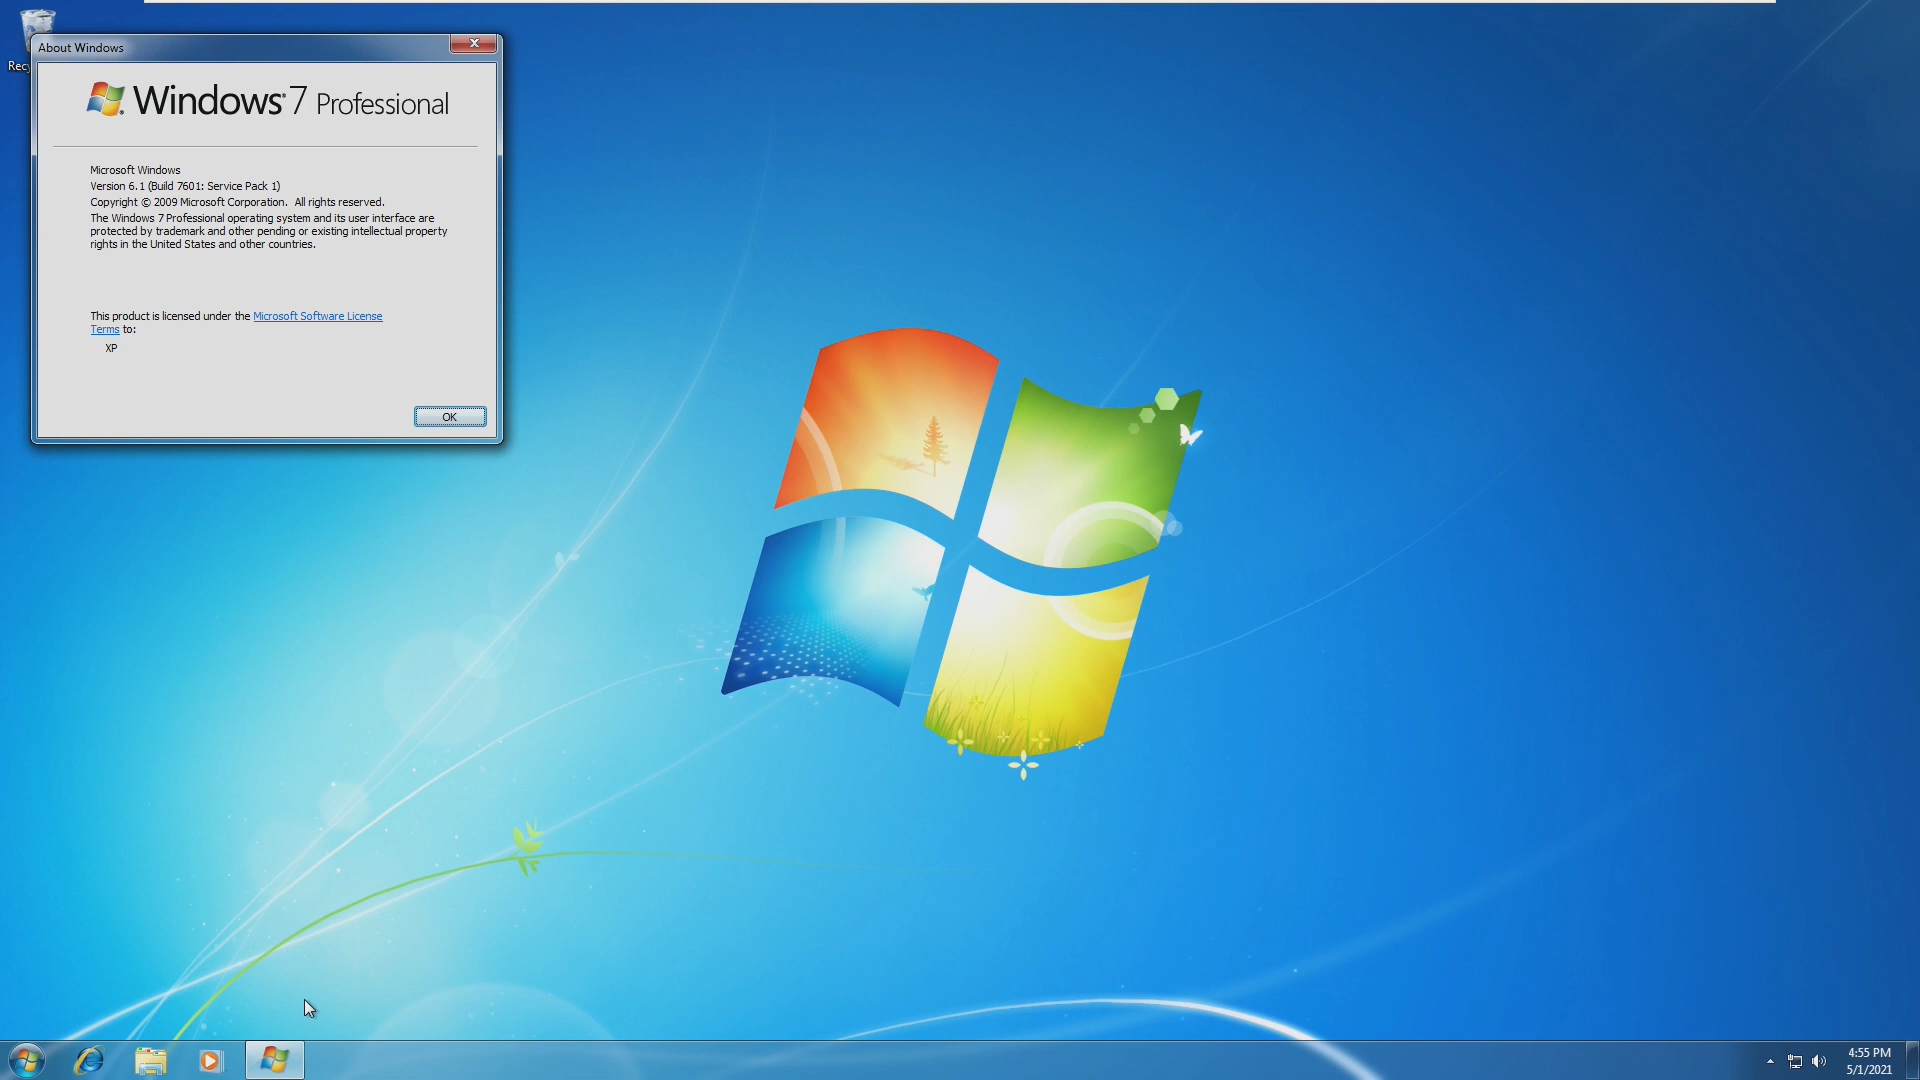 Recy
About Windows
Windows 7 Professional
Microsoft Windows
Version 6.1 (Build 7601: Service Pack 1)
Copyright © 2009 Microsoft Corporation. All rights reserved.
The Windows 7 Professional operating system and its user interface are
protected by trademark and other pending or existing intellectual property
rights in the United States and other countries.
This product is licensed under the Microsoft Software License
Terms to:
XP
OK
4:55 PM
5/1/2021